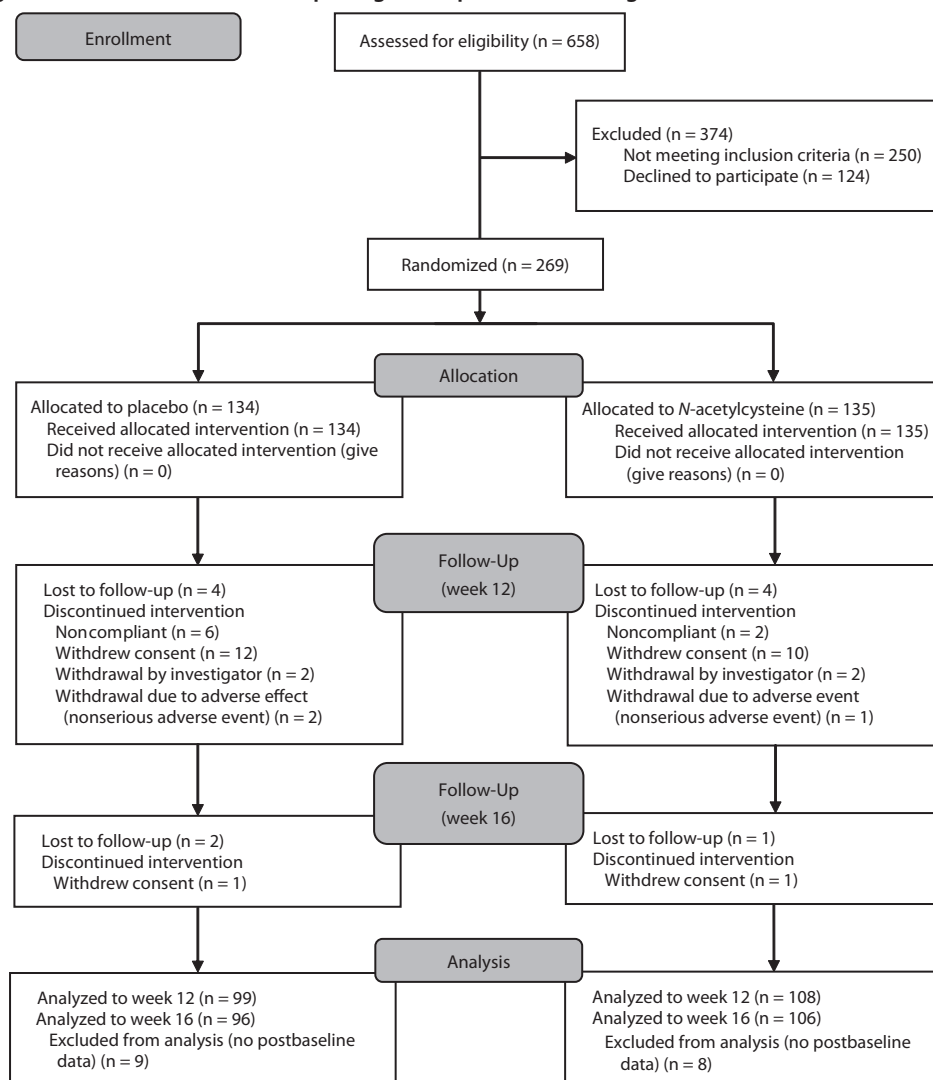 Enrollment
Assessed for eligibility (n = 658)
Excluded (n = 374)
Not meeting inclusion criteria (n = 250)
Declined to participate (n = 124)
Randomized (n = 269)
Allocation
Allocated to placebo (n = 134)
Received allocated intervention (n = 134)
Did not receive allocated intervention (give
reasons) (n = 0)
Allocated to N-acetylcysteine (n = 135)
Received allocated intervention (n = 135)
Did not receive allocated intervention
(give reasons) (n = 0)
Follow-Up
(week 12)
Lost to follow-up (n = 4)
Discontinued intervention
Noncompliant (n = 6)
Withdrew consent (n = 12)
Withdrawal by investigator (n = 2)
Withdrawal due to adverse effect
(nonserious adverse event) (n = 2)
Lost to follow-up (n = 4)
Discontinued intervention
Noncompliant (n = 2)
Withdrew consent (n = 10)
Withdrawal by investigator (n = 2)
Withdrawal due to adverse event
(nonserious adverse event) (n = 1)
Follow-Up
(week 16)
Lost to follow-up (n = 2)
Discontinued intervention
Withdrew consent (n = 1)
Lost to follow-up (n = 1)
Discontinued intervention
Withdrew consent (n = 1)
Analysis
Analyzed to week 12 (n = 99)
Analyzed to week 16 (n = 96)
Excluded from analysis (no postbaseline
data) (n = 9)
Analyzed to week 12 (n = 108)
Analyzed to week 16 (n = 106)
Excluded from analysis (no postbaseline
data) (n = 8)